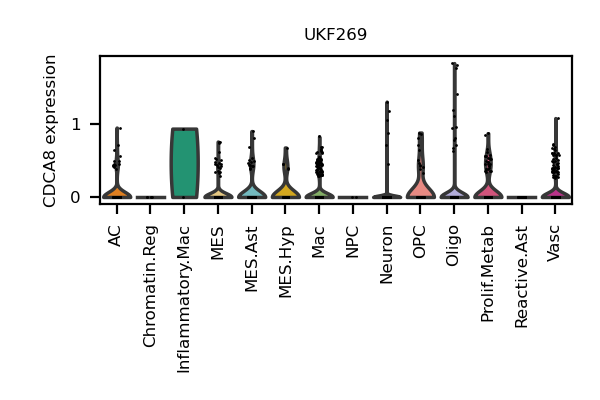 UKF269
CDCA8 expression
1
0
AC
Chromatin.Reg
Inflammatory.Mac
MES
MES.Ast
MES.Hyp
Mac
NPC
Neuron
OPC
Oligo
Prolif.Metab
Reactive.Ast
Vasc